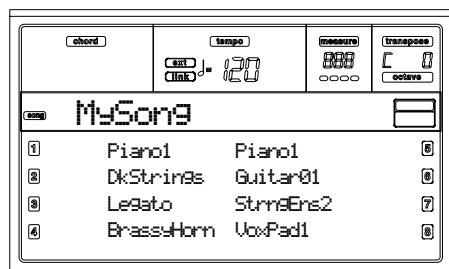 chord tempo measure transpose
ext link ♩= 120 888 C 0 octave
song MySong
1 Piano1 Piano1 5
2 DkStrings Guitar01 6
3 Legato StrngEns2 7
4 BrassyHorn VoxPad1 8